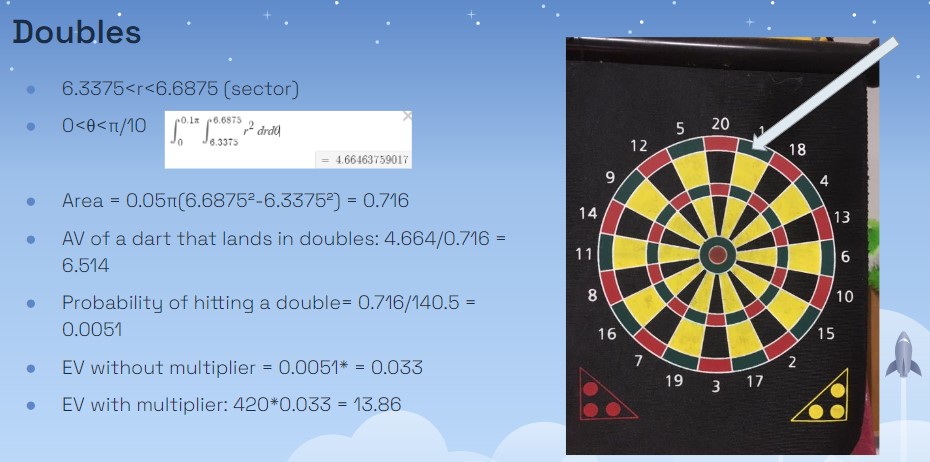 Doubles
6.3375<r<6.6875 (sector)
0<θ<π/10
∫₀^0.1π ∫_6.3375^6.6875 r² drdθ
= 4.66463759017
Area = 0.05π(6.6875²-6.3375²) = 0.716
AV of a dart that lands in doubles: 4.664/0.716 =
6.514
Probability of hitting a double= 0.716/140.5 =
0.0051
EV without multiplier = 0.0051* = 0.033
EV with multiplier: 420*0.033 = 13.86
20
1
18
4
13
6
10
15
2
17
3
19
7
16
8
11
14
9
12
5